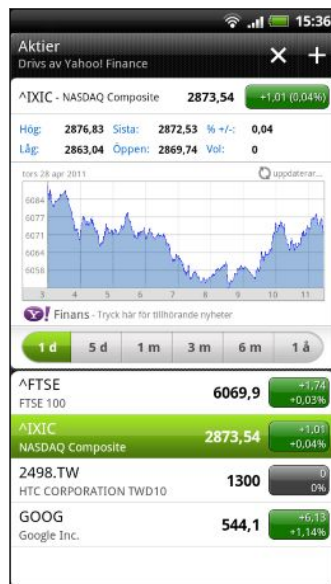 15:36
Aktier
Drivs av Yahoo! Finance
^IXIC - NASDAQ Composite 2873,54 +1,01 (0,04%)
Hög: 2876,83 Sista: 2872,53 % +/-: 0,04
Låg: 2863,04 Öppen: 2869,74 Vol: 0
tors 28 apr 2011 uppdaterar...
6084
6077
6071
6064
6058
3 4 5 6 7 8 9 10 11
Y! Finans - Tryck här för tillhörande nyheter
1 d 5 d 1 m 3 m 6 m 1 å
^FTSE 6069,9 +1,74
FTSE 100 +0,03%
^IXIC 2873,54 +1,01
NASDAQ Composite +0,04%
2498.TW 1300 0
HTC CORPORATION TWD10 0%
GOOG 544,1 +6,13
Google Inc. +1,14%